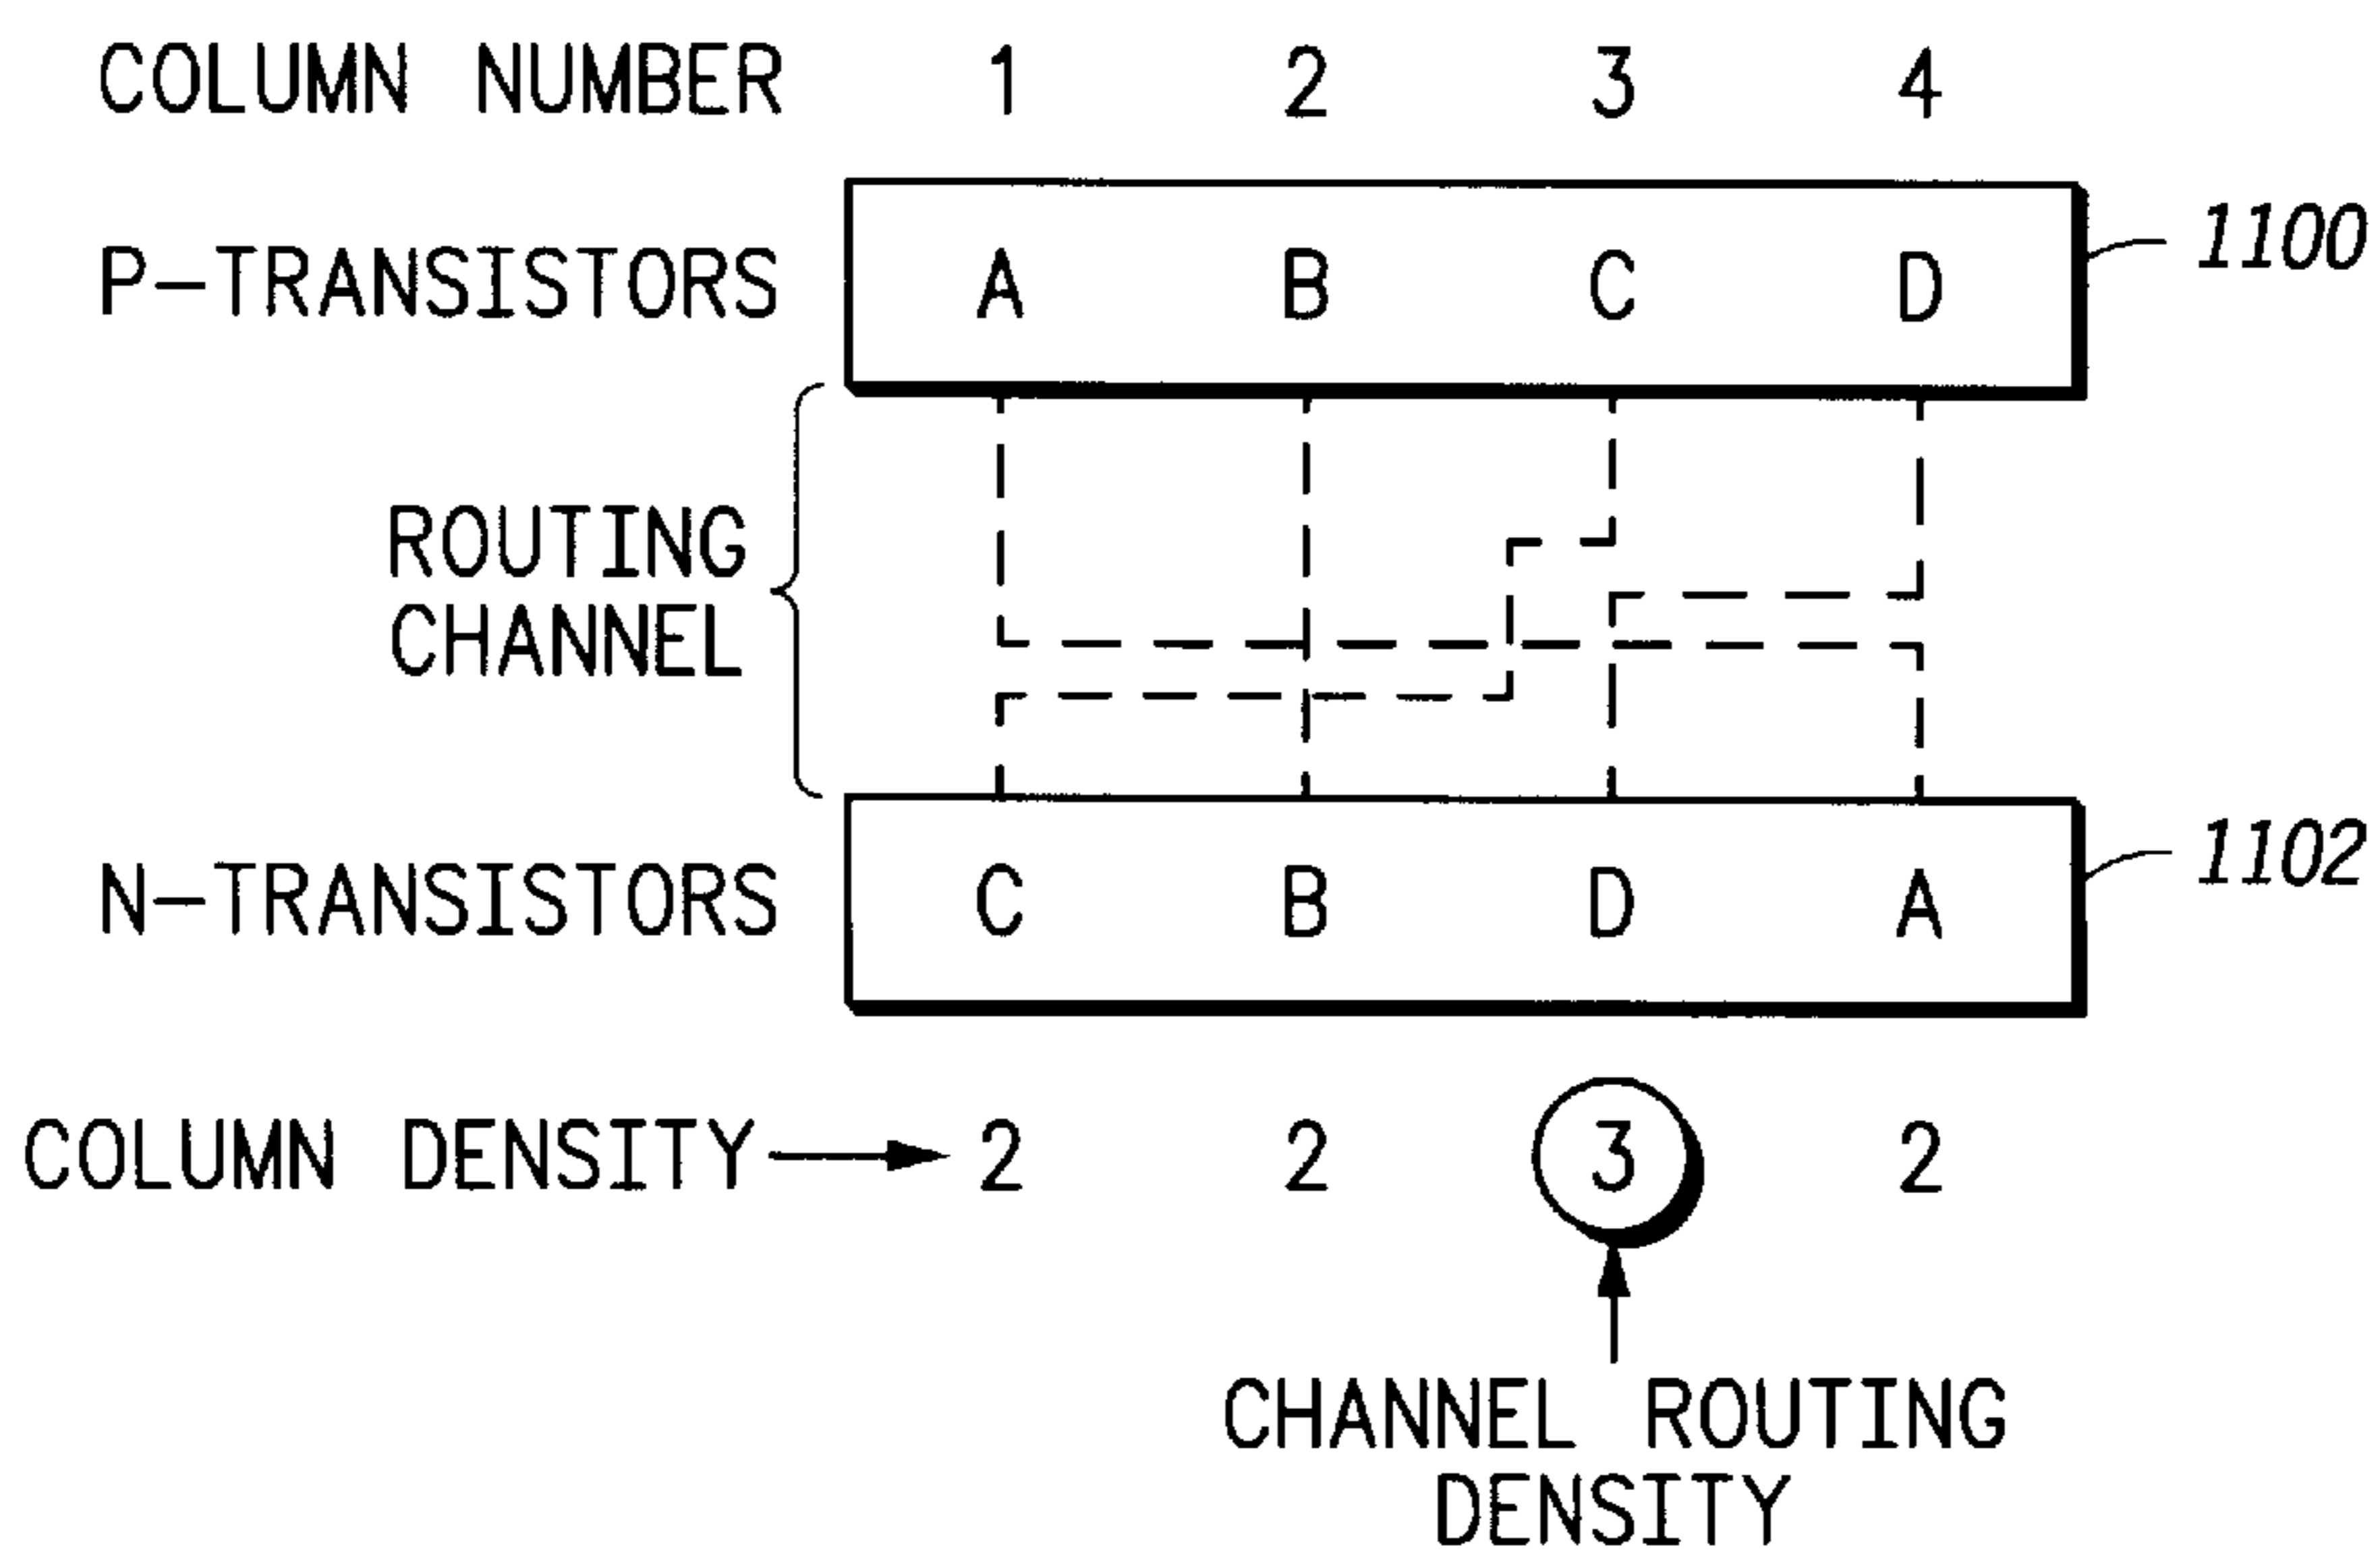 COLUMN NUMBER 1 2 3 4
P-TRANSISTORS A B C D 1100
ROUTING
CHANNEL
N-TRANSISTORS C B D A 1102
COLUMN DENSITY 2 2 3 2
CHANNEL ROUTING
DENSITY